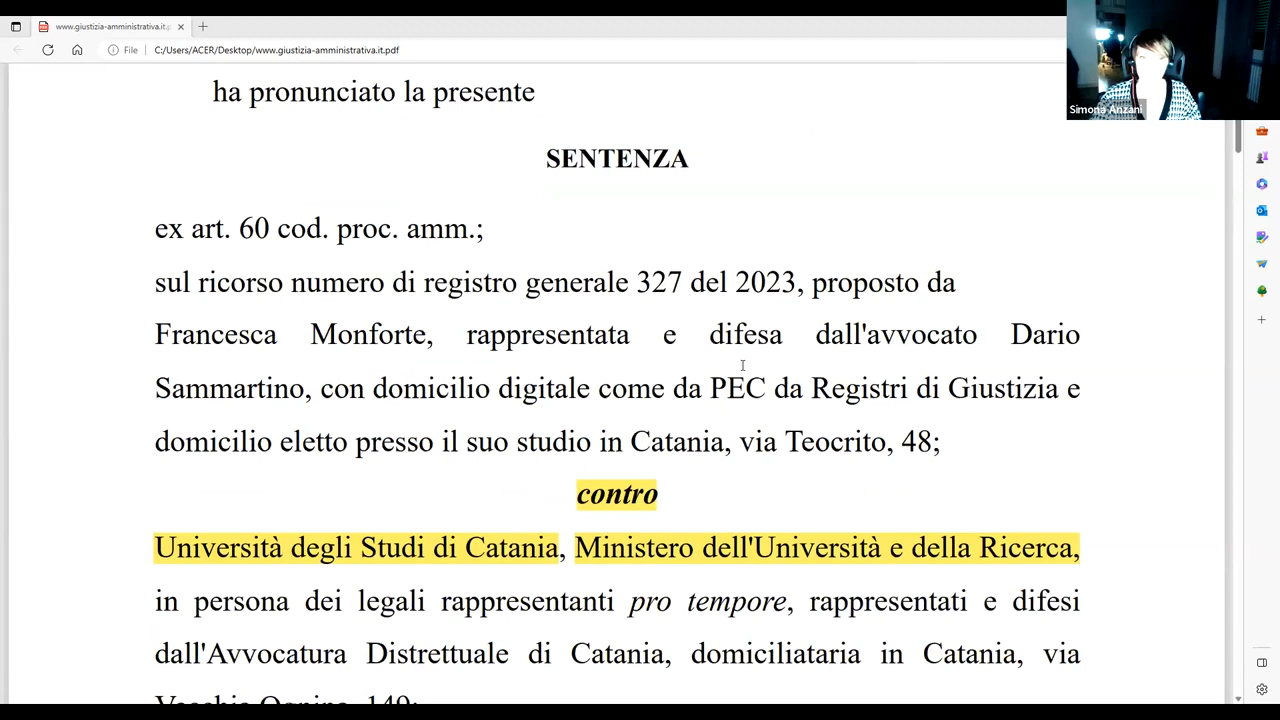 www.giustizia-amministrativa.it.p
File
C:/Users/ACER/Desktop/www.giustizia-amministrativa.it.pdf
Simona Anzani
ha pronunciato la presente
SENTENZA
ex art. 60 cod. proc. amm.;
sul ricorso numero di registro generale 327 del 2023, proposto da
Francesca Monforte, rappresentata e difesa dall'avvocato Dario
Sammartino, con domicilio digitale come da PEC da Registri di Giustizia e
domicilio eletto presso il suo studio in Catania, via Teocrito, 48;
contro
Università degli Studi di Catania, Ministero dell'Università e della Ricerca,
in persona dei legali rappresentanti pro tempore, rappresentati e difesi
dall'Avvocatura Distrettuale di Catania, domiciliataria in Catania, via
149;